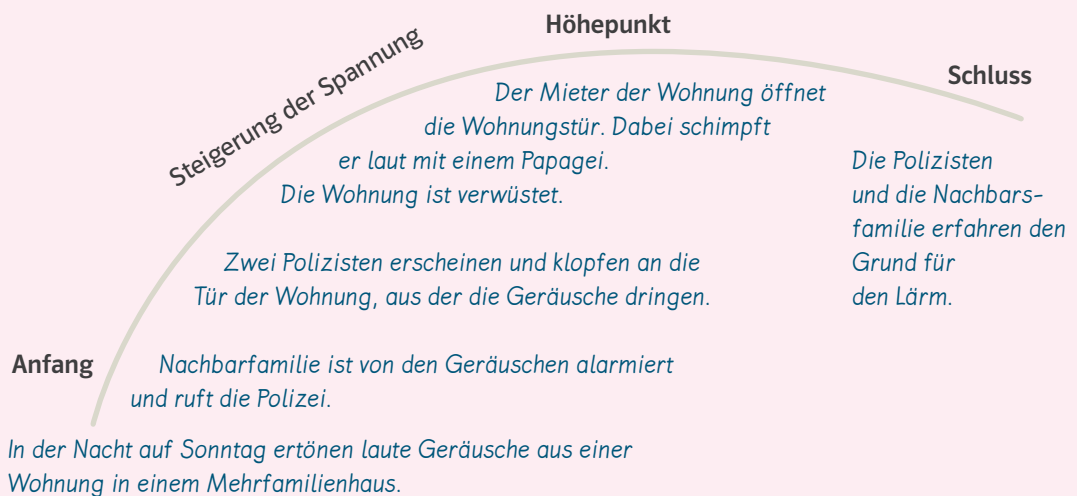 Höhepunkt
Steigerung der Spannung
Schluss
Der Mieter der Wohnung öffnet
die Wohnungstür. Dabei schimpft
er laut mit einem Papagei.
Die Wohnung ist verwüstet.
Die Polizisten
und die Nachbars-
familie erfahren den
Grund für
den Lärm.
Zwei Polizisten erscheinen und klopfen an die
Tür der Wohnung, aus der die Geräusche dringen.
Anfang
Nachbarfamilie ist von den Geräuschen alarmiert
und ruft die Polizei.
In der Nacht auf Sonntag ertönen laute Geräusche aus einer
Wohnung in einem Mehrfamilienhaus.